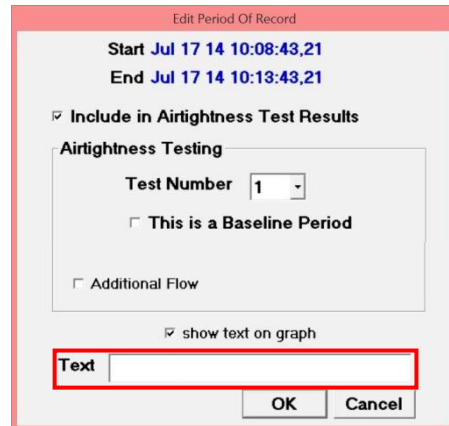 Edit Period Of Record
Start Jul 17 14 10:08:43,21
End Jul 17 14 10:13:43,21
Include in Airtightness Test Results
Airtightness Testing
Test Number 1
This is a Baseline Period
Additional Flow
show text on graph
Text
OK Cancel